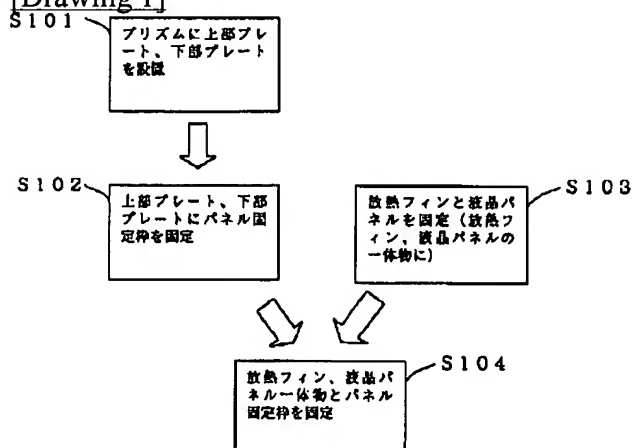 [Drawing 1]
S101
プリズムに上部プレ
ート、下部プレート
を設置
S102
上部プレート、下部
プレートにパネル固
定枠を固定
S103
放熱フィンと液晶パ
ネルを固定（放熱フ
ィン、液晶パネルの
一体物に）
S104
放熱フィン、液晶パ
ネル一体物とパネル
固定枠を固定